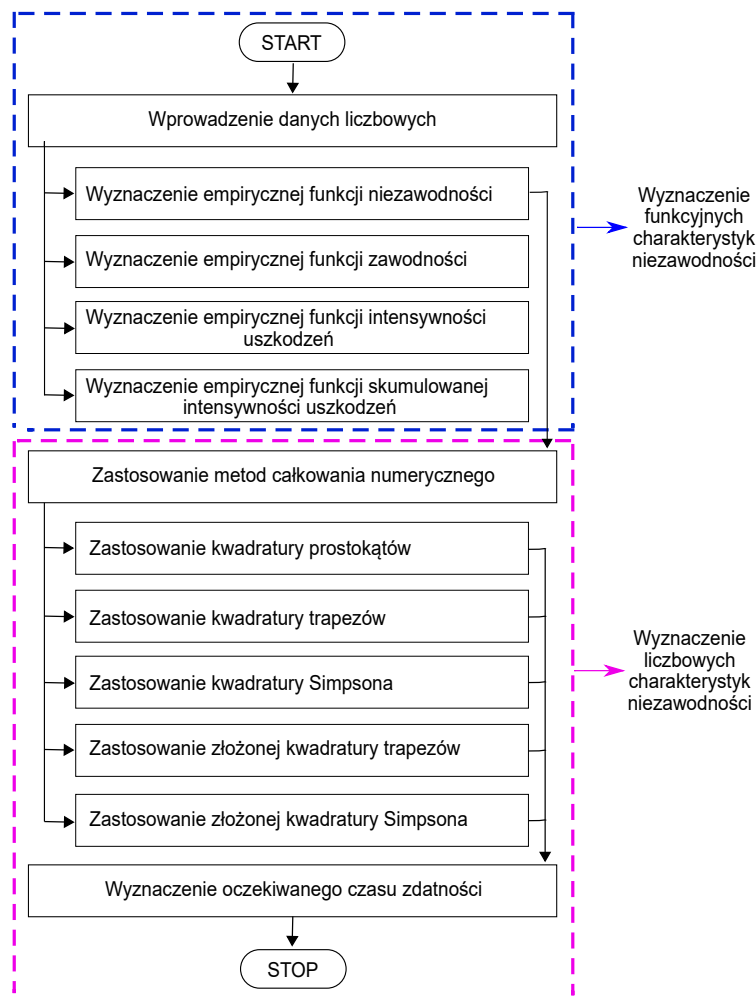 START
Wprowadzenie danych liczbowych
Wyznaczenie empirycznej funkcji niezawodności
Wyznaczenie empirycznej funkcji zawodności
Wyznaczenie empirycznej funkcji intensywności
uszkodzeń
Wyznaczenie empirycznej funkcji skumulowanej
intensywności uszkodzeń
Wyznaczenie
funkcyjnych
charakterystyk
niezawodności
Zastosowanie metod całkowania numerycznego
Zastosowanie kwadratury prostokątów
Zastosowanie kwadratury trapezów
Zastosowanie kwadratury Simpsona
Zastosowanie złożonej kwadratury trapezów
Zastosowanie złożonej kwadratury Simpsona
Wyznaczenie
liczbowych
charakterystyk
niezawodności
Wyznaczenie oczekiwanego czasu zdatności
STOP